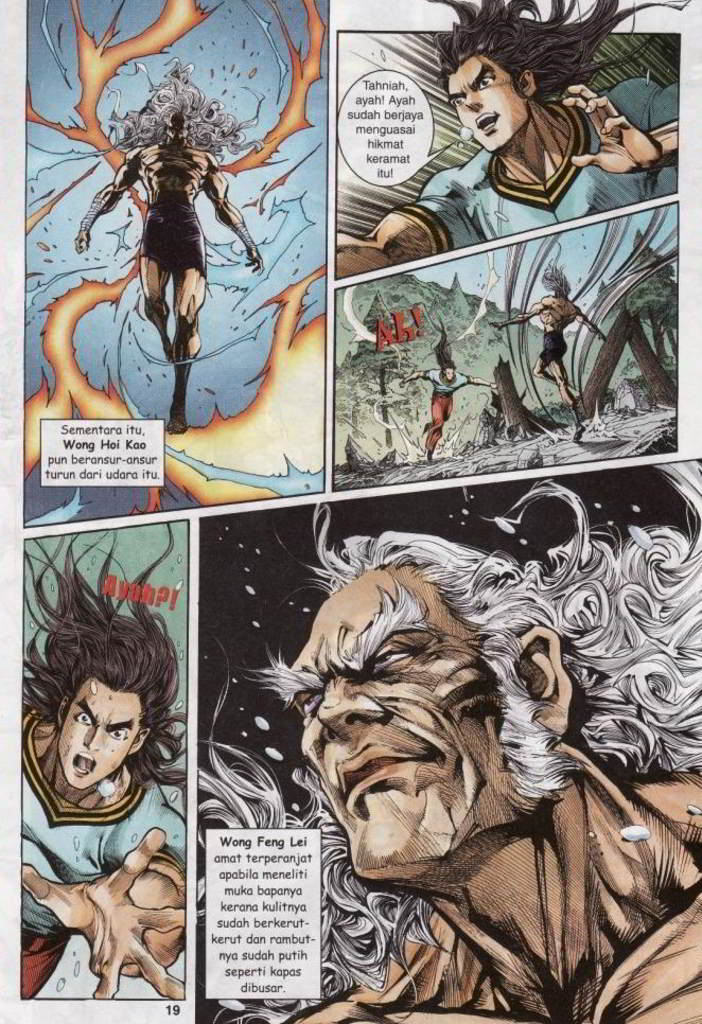 Sementara itu,
Wong Hoi Kao
pun beransur-ansur
turun dari udara itu.
Tahniah,
ayah! Ayah
sudah berjaya
menguasai
hikmat
keramat
itu!
AH!
Ayah?!
Wong Feng Lei
amat terperanjat
apabila meneliti
muka bapanya
kerana kulitnya
sudah berkerut-
kerut dan rambut-
nya sudah putih
seperti kapas
dibusar.
19